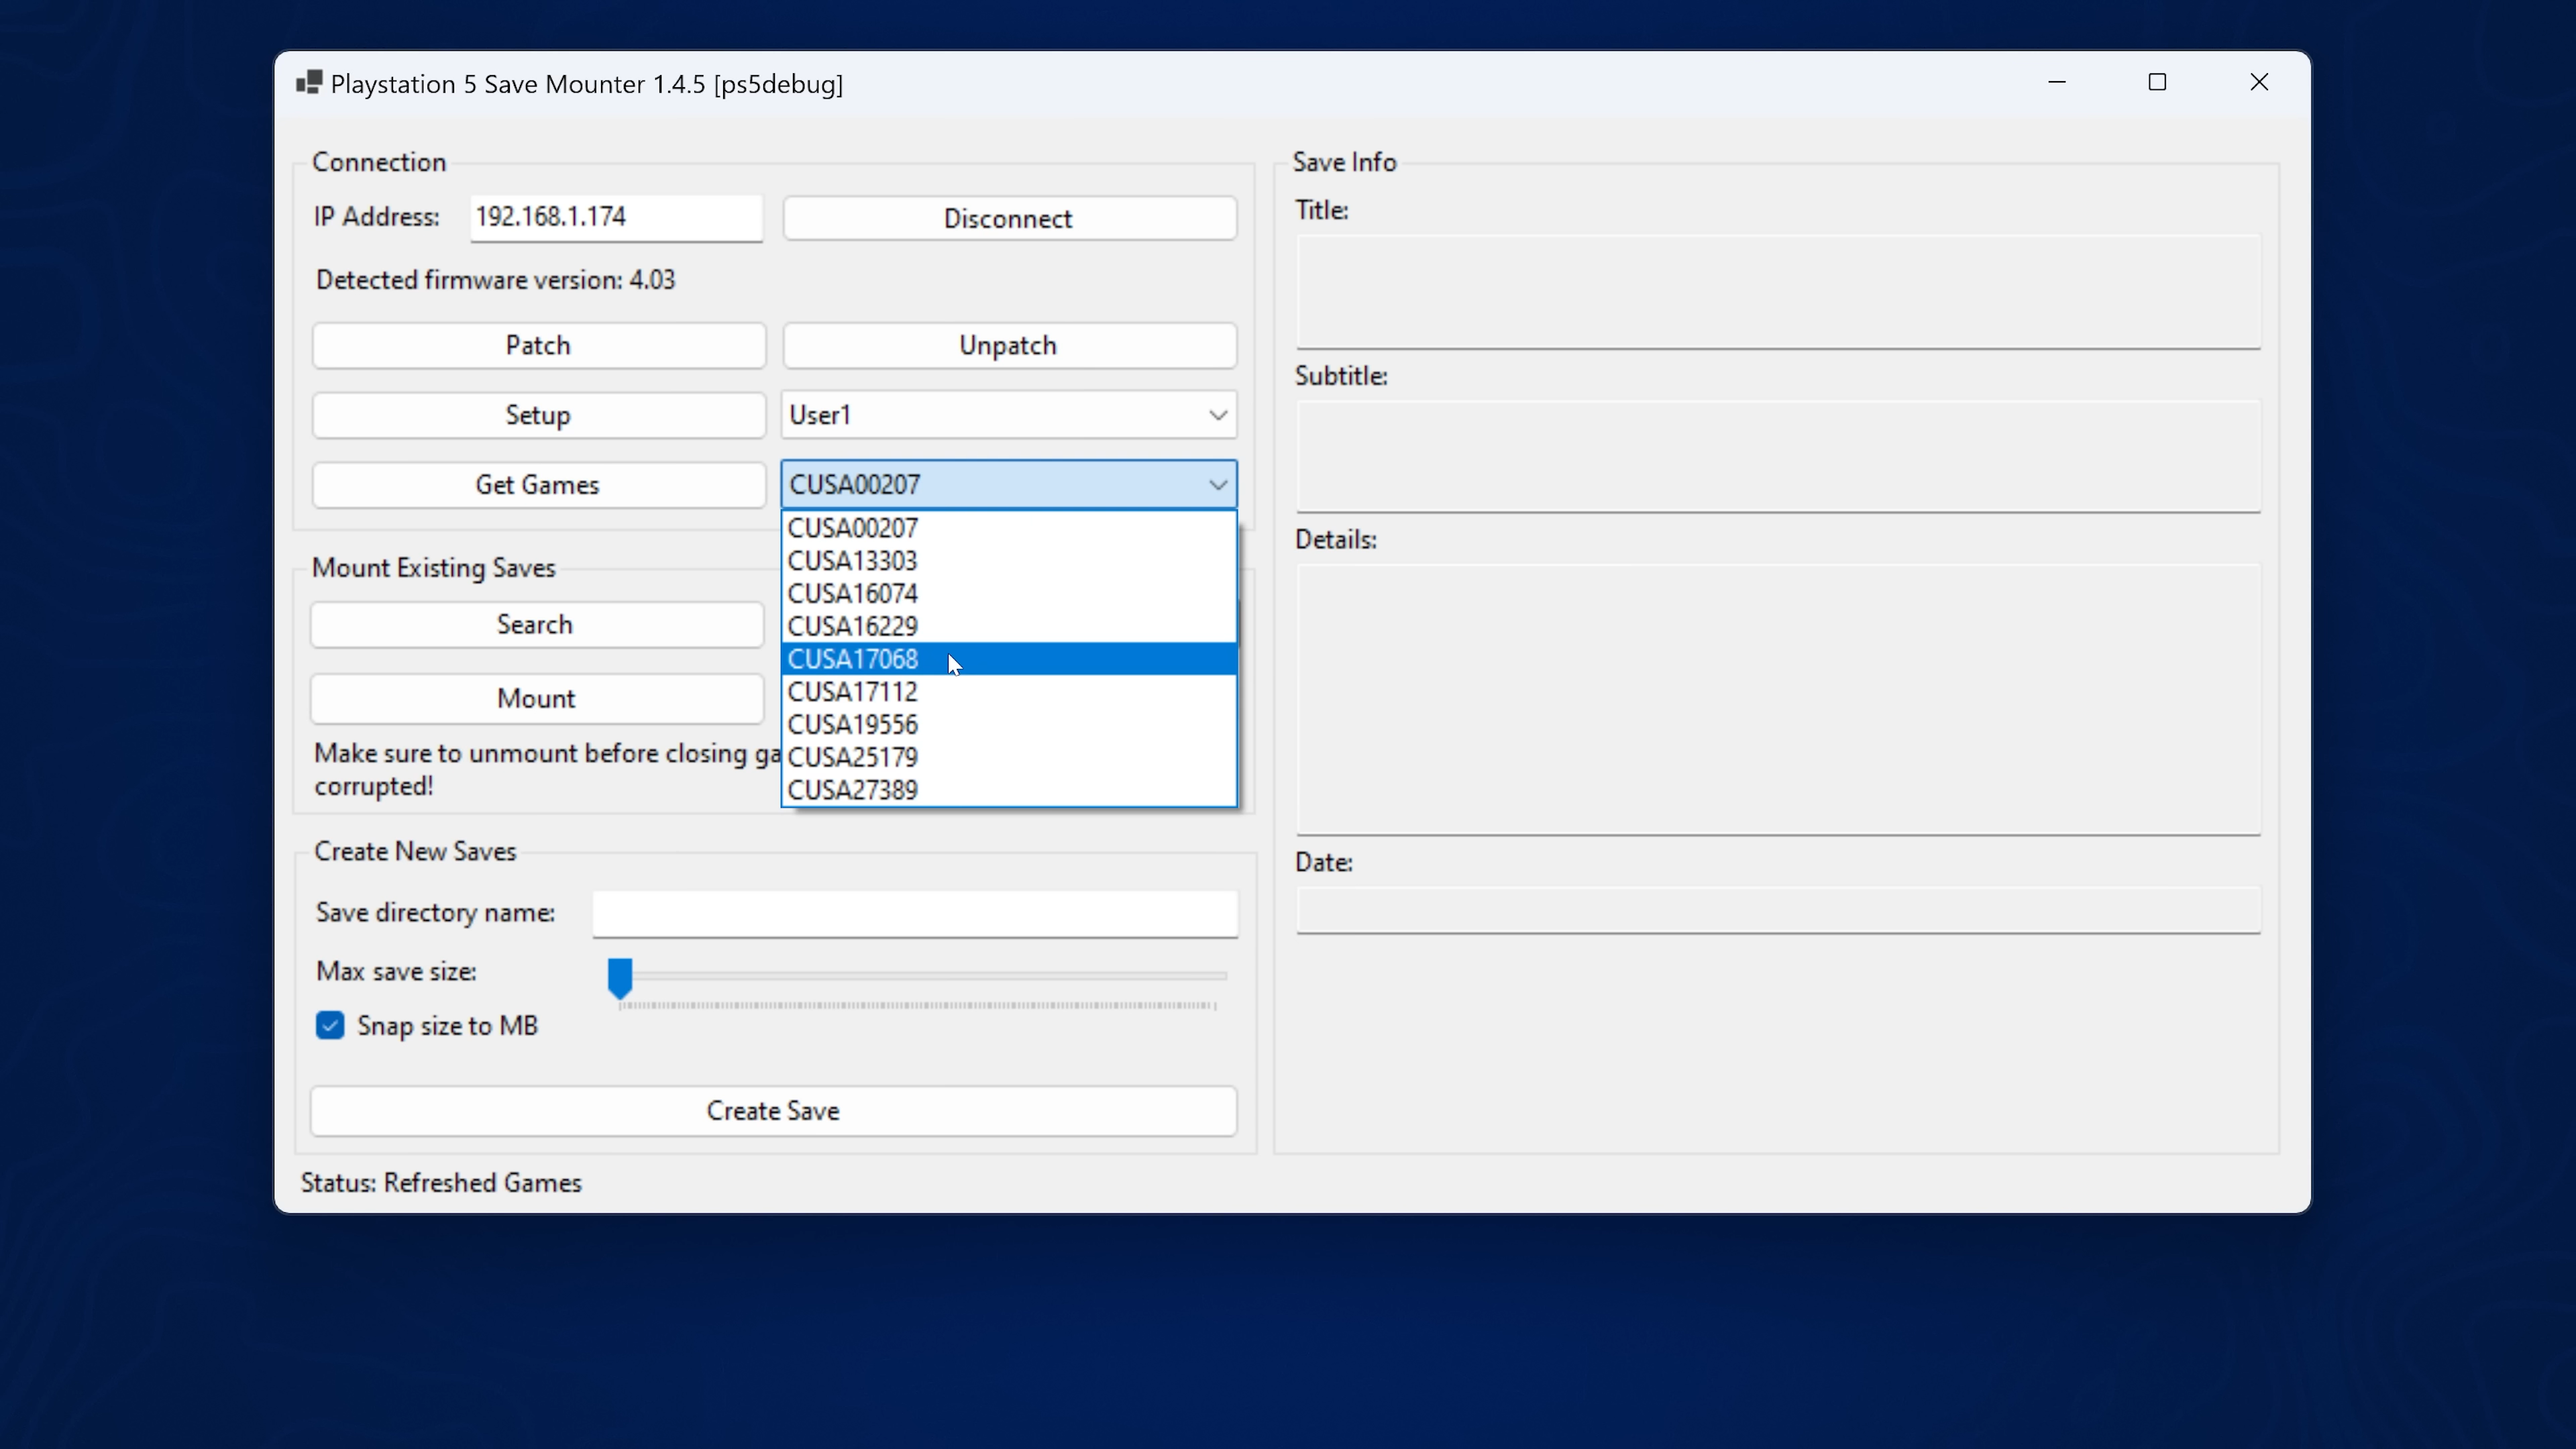 Playstation 5 Save Mounter 1.4.5 [ps5debug]
Connection
IP Address: 192.168.1.174 Disconnect
Detected firmware version: 4.03
Patch Unpatch
Setup User1
Get Games CUSA00207
CUSA00207
CUSA13303
CUSA16074
CUSA16229
CUSA17068
CUSA17112
CUSA19556
CUSA25179
CUSA27389
Mount Existing Saves
Search
Mount
Make sure to unmount before closing ga
corrupted!
Create New Saves
Save directory name:
Max save size:
Snap size to MB
Create Save
Status: Refreshed Games
Save Info
Title:
Subtitle:
Details:
Date: